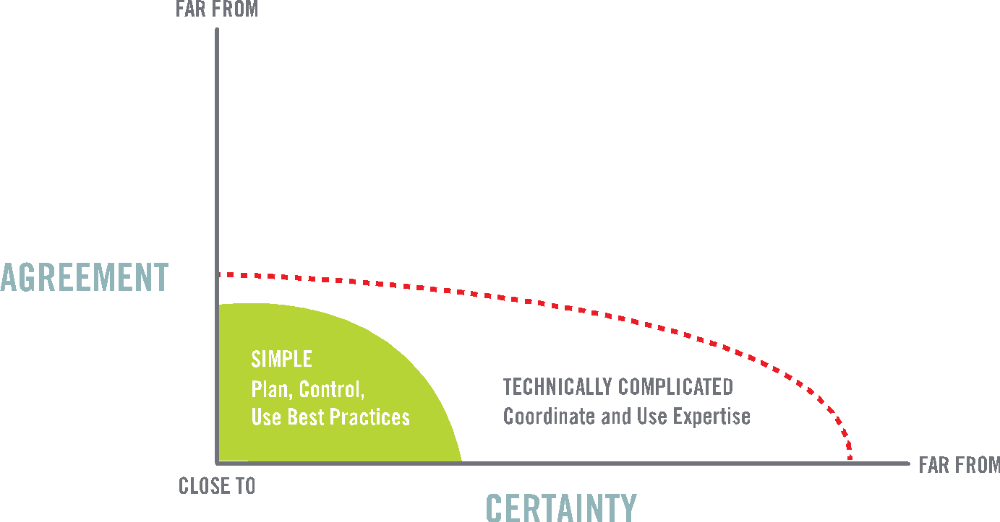 FAR FROM
AGREEMENT
SIMPLE
Plan, Control,
Use Best Practices
TECHNICALLY COMPLICATED
Coordinate and Use Expertise
FAR FROM
CLOSE TO
CERTAINTY